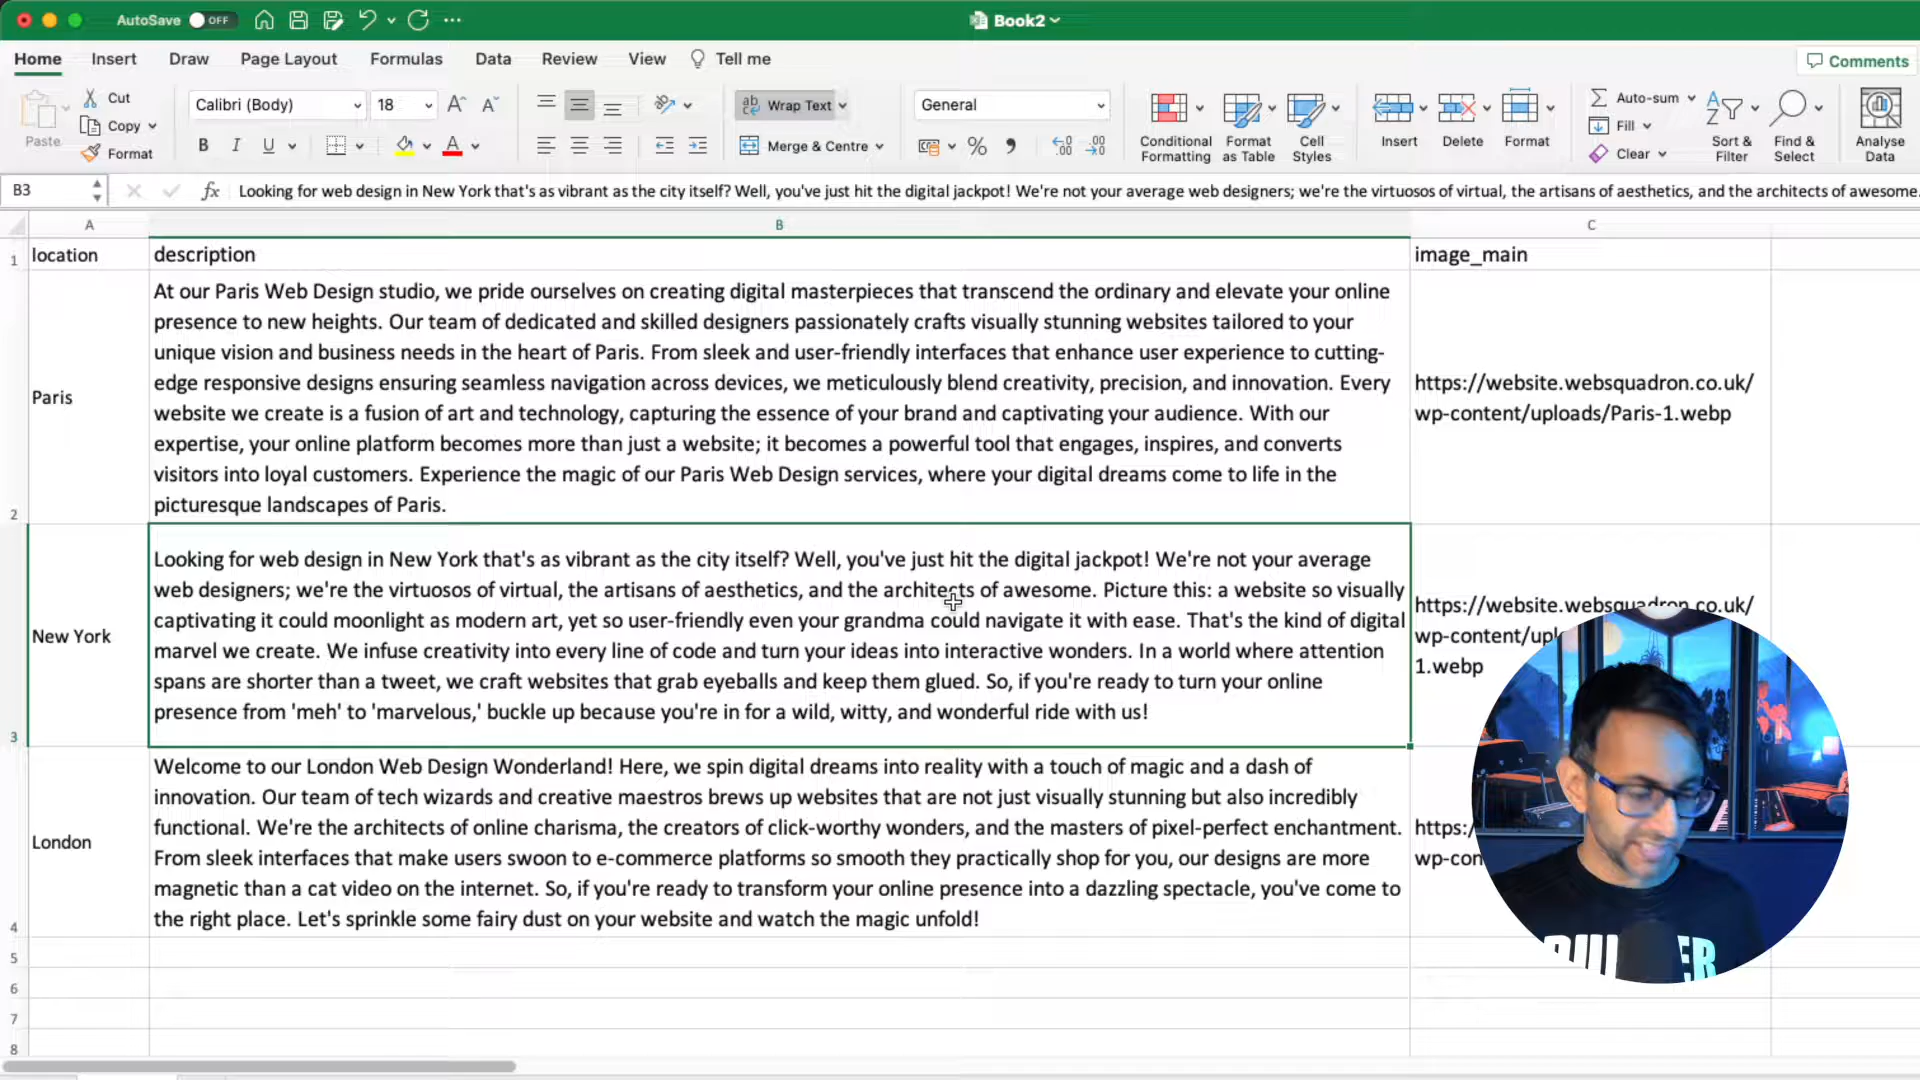 AutoSave OFF
Book2
Home Insert Draw Page Layout Formulas Data Review View Tell me
Comments
Paste
Cut
Copy
Format
Calibri (Body) 18
B I U
Wrap Text
Merge & Centre
General
Conditional Formatting
Format as Table
Cell Styles
Insert Delete Format
Auto-sum
Fill
Clear
Sort & Filter
Find & Select
Analyse Data
B3 fx Looking for web design in New York that's as vibrant as the city itself? Well, you've just hit the digital jackpot! We're not your average web designers; we're the virtuosos of virtual, the artisans of aesthetics, and the architects of awesome.
A B C
1 location description image_main
At our Paris Web Design studio, we pride ourselves on creating digital masterpieces that transcend the ordinary and elevate your online
presence to new heights. Our team of dedicated and skilled designers passionately crafts visually stunning websites tailored to your
unique vision and business needs in the heart of Paris. From sleek and user-friendly interfaces that enhance user experience to cutting-
edge responsive designs ensuring seamless navigation across devices, we meticulously blend creativity, precision, and innovation. Every
website we create is a fusion of art and technology, capturing the essence of your brand and captivating your audience. With our
expertise, your online platform becomes more than just a website; it becomes a powerful tool that engages, inspires, and converts
visitors into loyal customers. Experience the magic of our Paris Web Design services, where your digital dreams come to life in the
picturesque landscapes of Paris.
Paris
https://website.websquadron.co.uk/
wp-content/uploads/Paris-1.webp
2
Looking for web design in New York that's as vibrant as the city itself? Well, you've just hit the digital jackpot! We're not your average
web designers; we're the virtuosos of virtual, the artisans of aesthetics, and the architects of awesome. Picture this: a website so visually
captivating it could moonlight as modern art, yet so user-friendly even your grandma could navigate it with ease. That's the kind of digital
marvel we create. We infuse creativity into every line of code and turn your ideas into interactive wonders. In a world where attention
spans are shorter than a tweet, we craft websites that grab eyeballs and keep them glued. So, if you're ready to turn your online
presence from 'meh' to 'marvelous,' buckle up because you're in for a wild, witty, and wonderful ride with us!
New York
https://website.websquadron.co.uk/
wp-content/upl
1.webp
3
Welcome to our London Web Design Wonderland! Here, we spin digital dreams into reality with a touch of magic and a dash of
innovation. Our team of tech wizards and creative maestros brews up websites that are not just visually stunning but also incredibly
functional. We're the architects of online charisma, the creators of click-worthy wonders, and the masters of pixel-perfect enchantment.
From sleek interfaces that make users swoon to e-commerce platforms so smooth they practically shop for you, our designs are more
magnetic than a cat video on the internet. So, if you're ready to transform your online presence into a dazzling spectacle, you've come to
the right place. Let's sprinkle some fairy dust on your website and watch the magic unfold!
London
https:/
wp-con
4
5
6
7
8